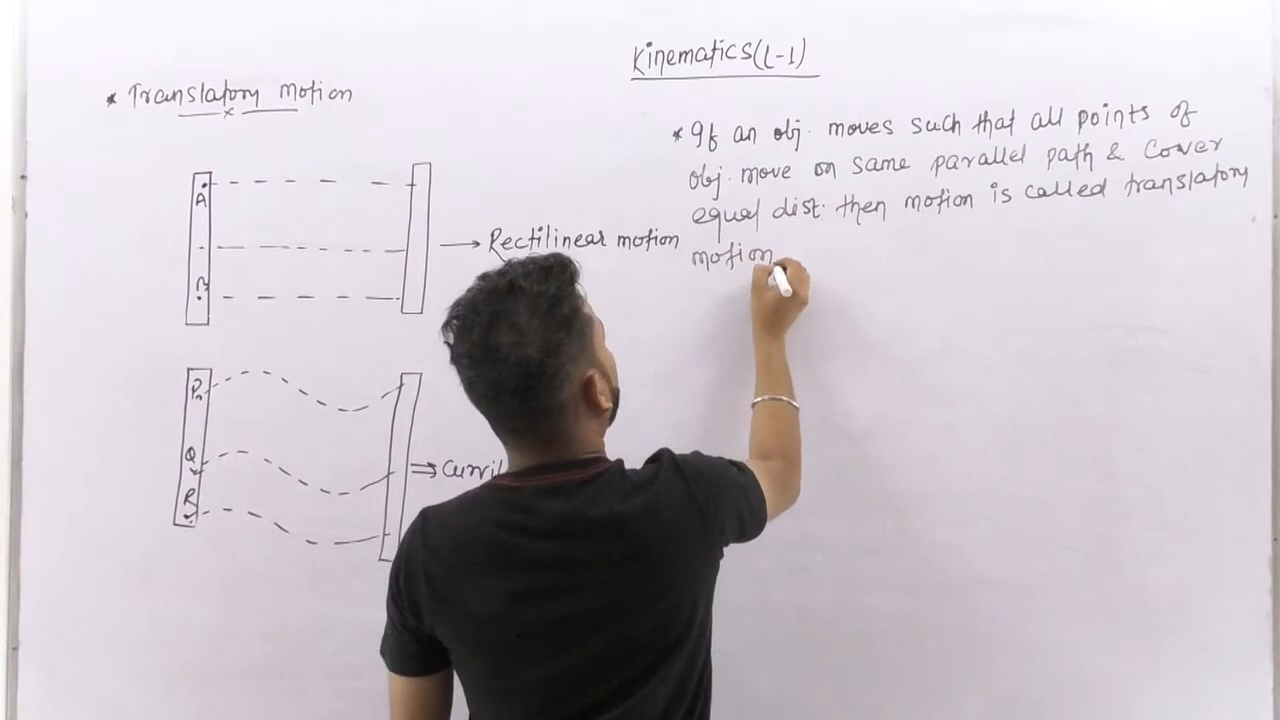 Kinematics (L-1)
* Translatory motion
A
B
→ Rectilinear motion
P
Q
R
⇒ Curvil
* If an obj. moves such that all points of
obj. move on same parallel path & cover
equal dist. then motion is called translatory
motion